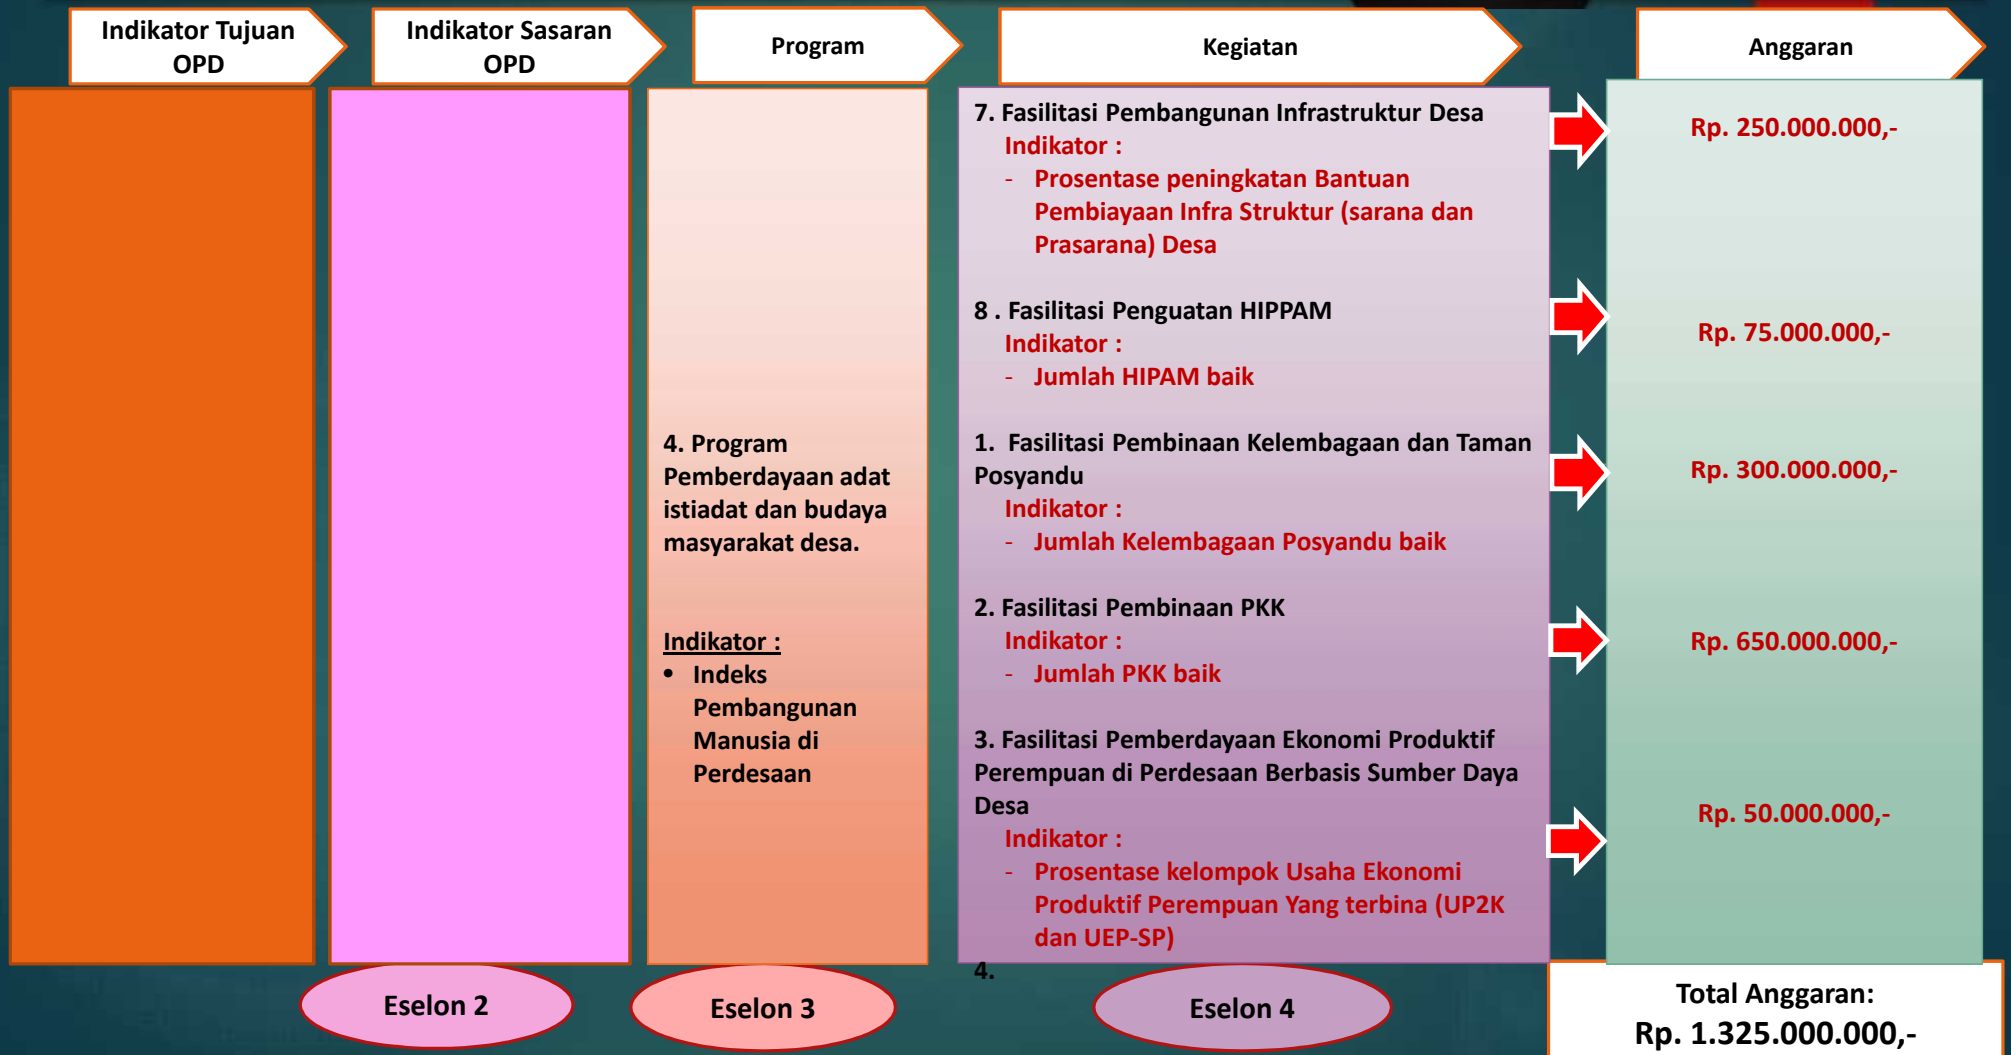 Indikator Tujuan
OPD
Indikator Sasaran
OPD
Program
Kegiatan
Anggaran
4. Program
Pemberdayaan adat
istiadat dan budaya
masyarakat desa.
Indikator :
• Indeks
Pembangunan
Manusia di
Perdesaan
7. Fasilitasi Pembangunan Infrastruktur Desa
Indikator :
- Prosentase peningkatan Bantuan
Pembiayaan Infra Struktur (sarana dan
Prasarana) Desa
8 . Fasilitasi Penguatan HIPPAM
Indikator :
- Jumlah HIPAM baik
1. Fasilitasi Pembinaan Kelembagaan dan Taman
Posyandu
Indikator :
- Jumlah Kelembagaan Posyandu baik
2. Fasilitasi Pembinaan PKK
Indikator :
- Jumlah PKK baik
3. Fasilitasi Pemberdayaan Ekonomi Produktif
Perempuan di Perdesaan Berbasis Sumber Daya
Desa
Indikator :
- Prosentase kelompok Usaha Ekonomi
Produktif Perempuan Yang terbina (UP2K
dan UEP-SP)
4.
Rp. 250.000.000,-
Rp. 75.000.000,-
Rp. 300.000.000,-
Rp. 650.000.000,-
Rp. 50.000.000,-
Eselon 2
Eselon 3
Eselon 4
Total Anggaran:
Rp. 1.325.000.000,-